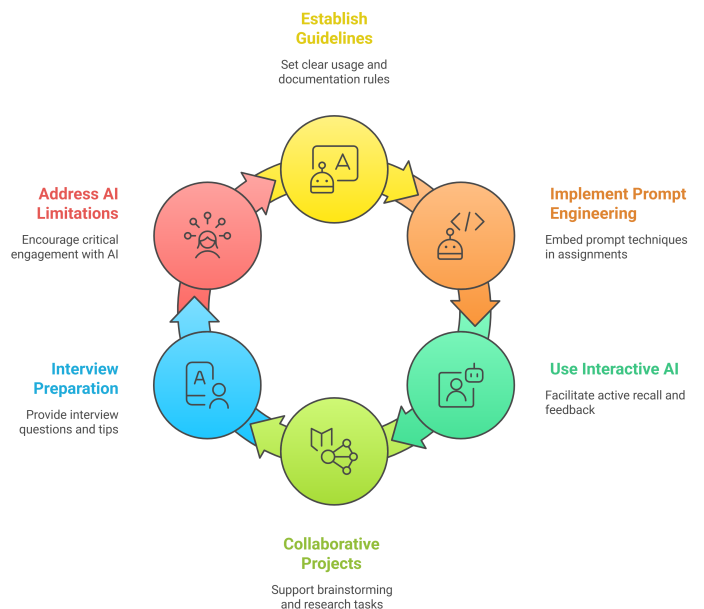 Establish
Guidelines
Set clear usage and
documentation rules
A
Implement Prompt
Engineering
Embed prompt techniques
in assignments
</>
Use Interactive AI
Facilitate active recall and
feedback
Collaborative
Projects
Support brainstorming
and research tasks
Interview
Preparation
Provide interview
questions and tips
A
Address AI
Limitations
Encourage critical
engagement with AI